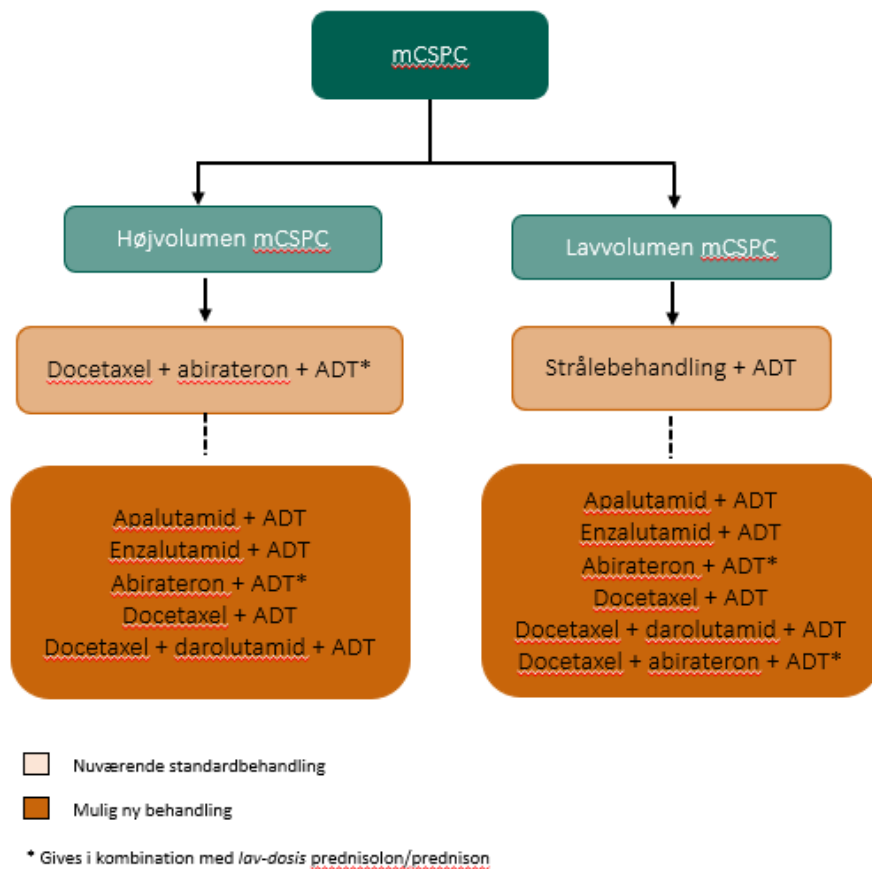 mCSPC
Højvolumen mCSPC
Lavvolumen mCSPC
Docetaxel + abirateron + ADT*
Strålebehandling + ADT
Apalutamid + ADT
Enzalutamid + ADT
Abirateron + ADT*
Docetaxel + ADT
Docetaxel + darolutamid + ADT
Apalutamid + ADT
Enzalutamid + ADT
Abirateron + ADT*
Docetaxel + ADT
Docetaxel + darolutamid + ADT
Docetaxel + abirateron + ADT*
Nuværende standardbehandling
Mulig ny behandling
* Gives i kombination med lav-dosis prednisolon/prednison